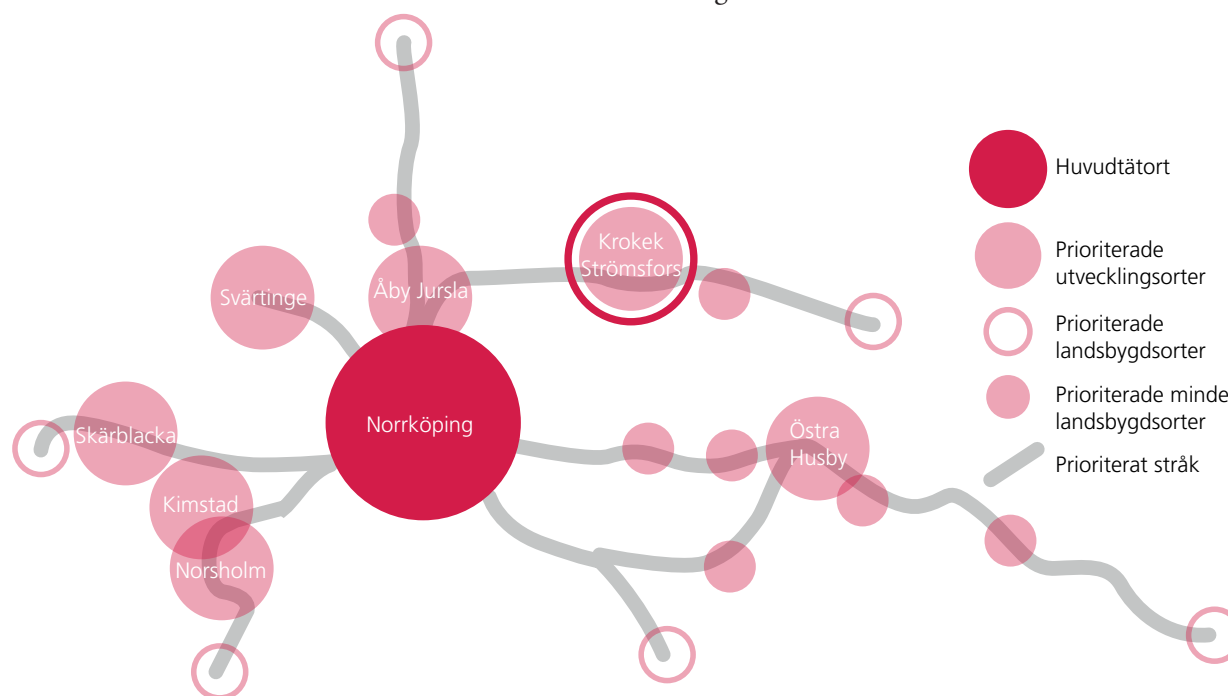 Krokek
Strömsfors
Svärtinge
Åby Jursla
Norrköping
Skärblacka
Kimstad
Norsholm
Östra
Husby
Huvudtätort
Prioriterade
utvecklingsorter
Prioriterade
landsbygdsorter
Prioriterade minde
landsbygdsorter
Prioriterat stråk